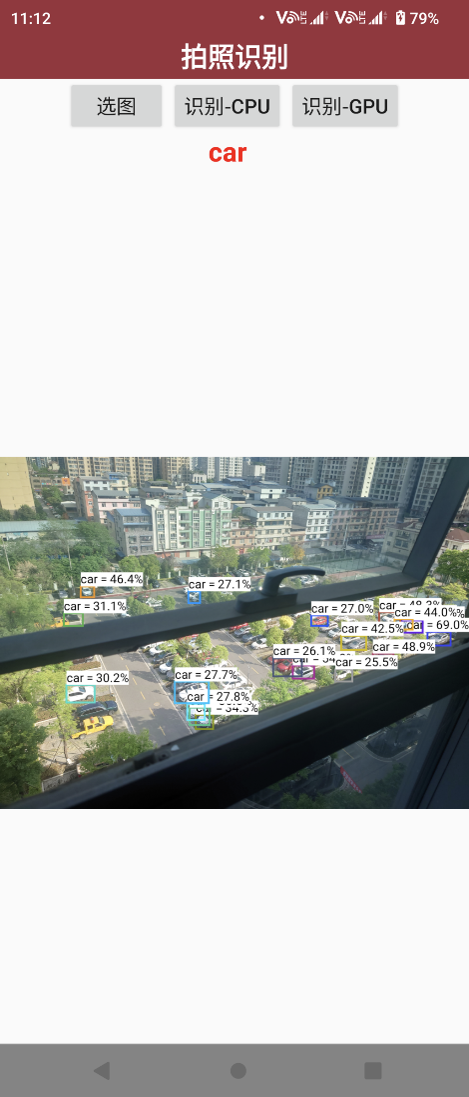 11:12
79%
拍照识别
选图
识别-CPU
识别-GPU
car
car = 46.4%
car = 27.1%
car = 31.1%
car = 27.0%
car = 44.0%
69.0%
car = 42.5%
car = 48.9%
car = 26.1%
car = 25.5%
car = 30.2%
car = 27.7%
car = 27.8%